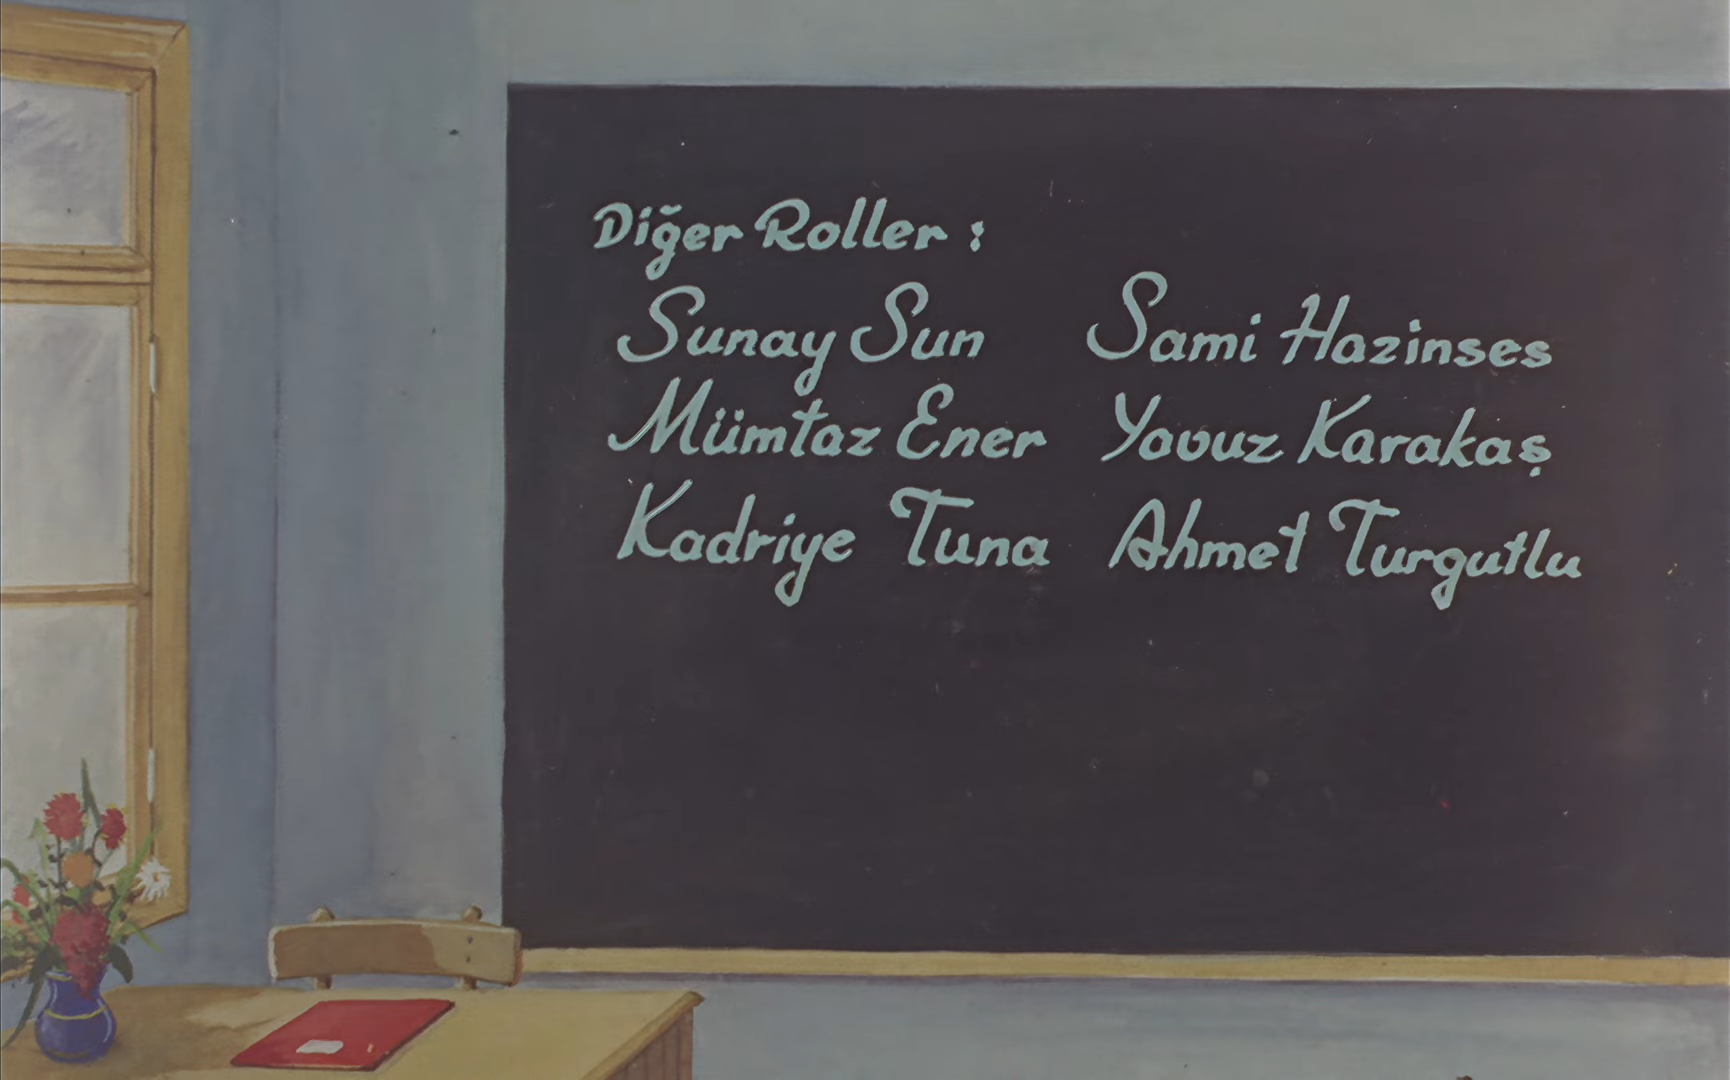 Diğer Roller :
Sunay Sun Sami Hazinses
Mümtaz Ener Yavuz Karakaş
Kadriye Tuna Ahmet Turgutlu